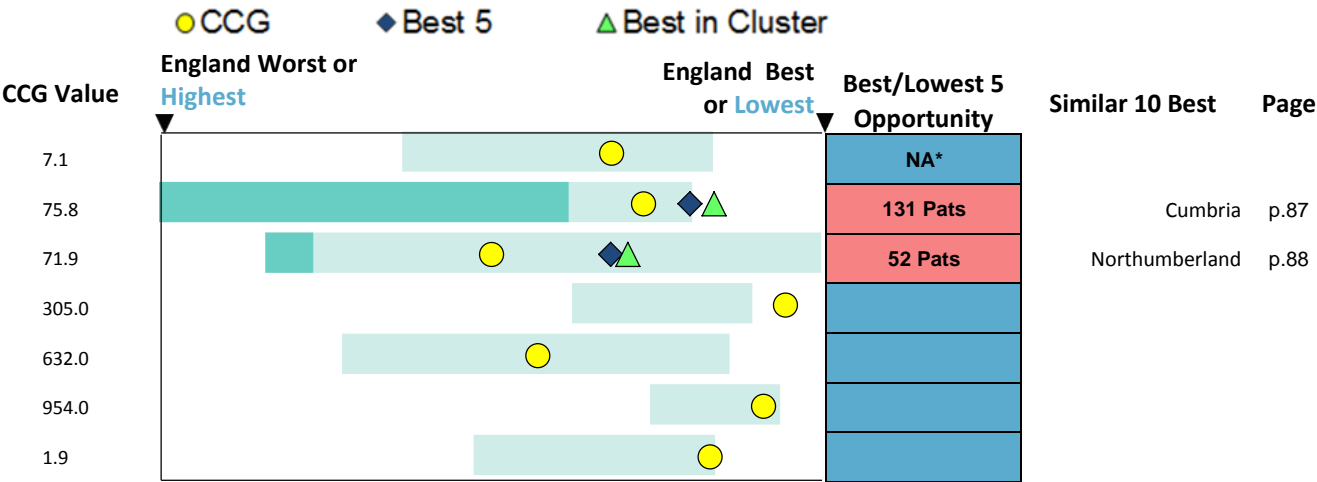 CCG Best 5 Best in Cluster
CCG Value
England Worst or
Highest
England Best
or Lowest
Best/Lowest 5
Opportunity
Similar 10 Best
Page
7.1 NA*
75.8 131 Pats Cumbria p.87
71.9 52 Pats Northumberland p.88
305.0
632.0
954.0
1.9